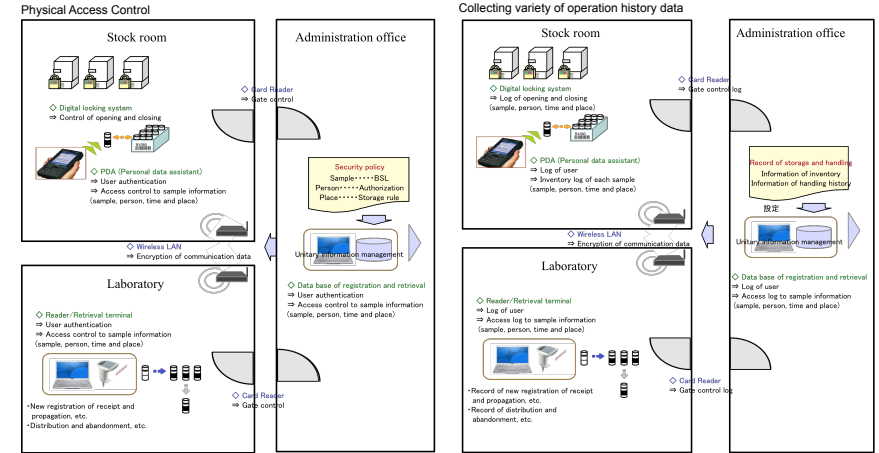 Physical Access Control
Stock room
◇ Digital locking system
⇒ Control of opening and closing
◇ PDA (Personal data assistant)
⇒ User authentication
⇒ Access control to sample information
(sample, person, time and place)
◇ Wireless LAN
⇒ Encryption of communication data
Laboratory
◇ Reader/Retrieval terminal
⇒ User authentication
⇒ Access control to sample information
(sample, person, time and place)
・New registration of receipt and
propagation, etc.
・Distribution and abandonment, etc.
◇ Card Reader
⇒ Gate control
Administration office
◇ Card Reader
⇒ Gate control
Security policy
Sample・・・・・BSL
Person・・・・・Authorization
Place・・・・・Storage rule
Unitary information management
◇ Data base of registration and retrieval
⇒ User authentication
⇒ Access control to sample information
(sample, person, time and place)
Collecting variety of operation history data
Stock room
◇ Digital locking system
⇒ Log of opening and closing
(sample, person, time and place)
◇ PDA (Personal data assistant)
⇒ Log of user
⇒ Inventory log of each sample
(sample, person, time and place)
◇ Wireless LAN
⇒ Encryption of communication data
Laboratory
◇ Reader/Retrieval terminal
⇒ Log of user
⇒ Access log to sample information
(sample, person, time and place)
・Record of new registration of receipt
and propagation, etc.
・Record of distribution and
abandonment, etc.
◇ Card Reader
⇒ Gate control log
Administration office
◇ Card Reader
⇒ Gate control log
Record of storage and handling
Information of inventory
Information of handling history
設定
Unitary information management
◇ Data base of registration and retrieval
⇒ Log of user
⇒ Access log to sample information
(sample, person, time and place)